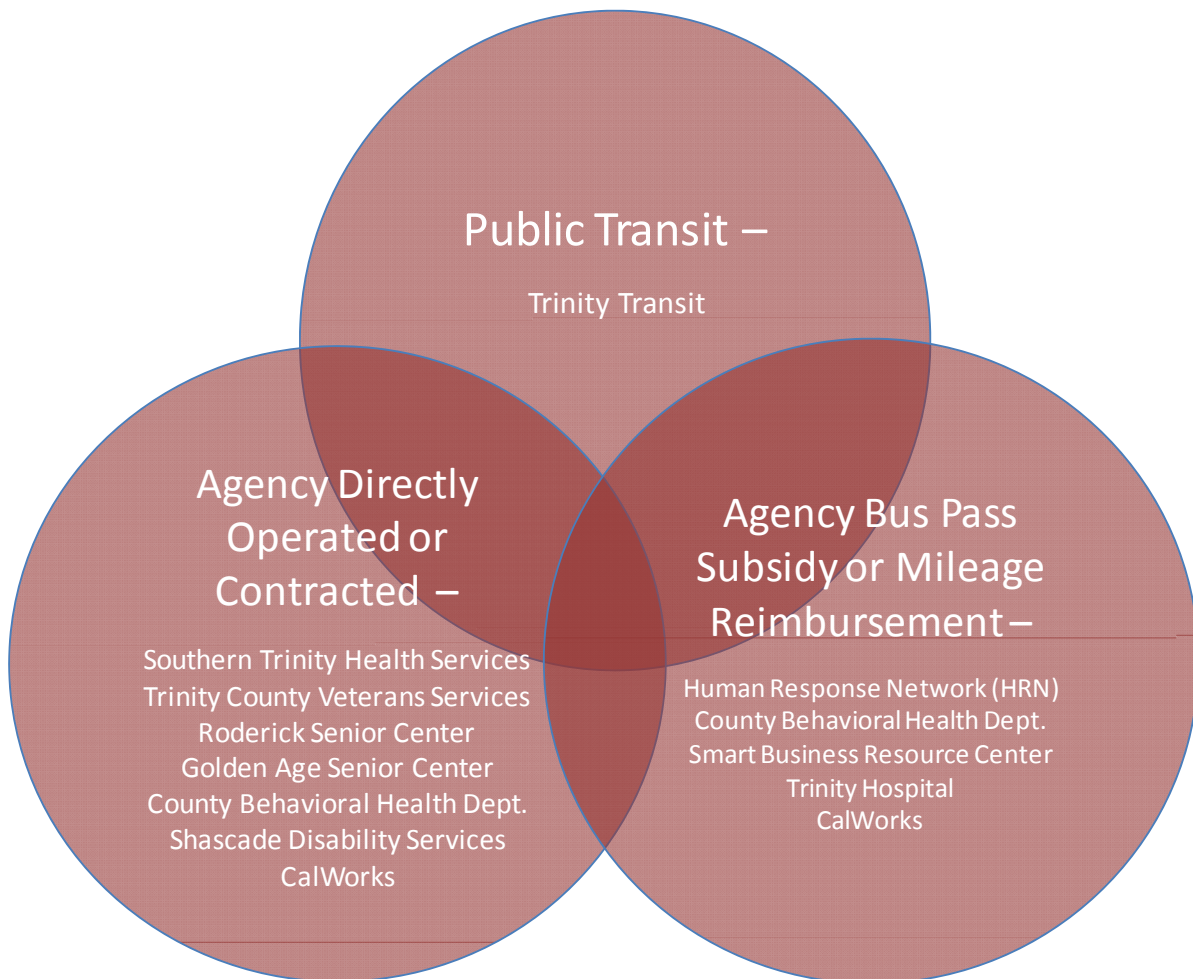 Public Transit –
Trinity Transit
Agency Directly
Operated or
Contracted –
Southern Trinity Health Services
Trinity County Veterans Services
Roderick Senior Center
Golden Age Senior Center
County Behavioral Health Dept.
Shascade Disability Services
CalWorks
Agency Bus Pass
Subsidy or Mileage
Reimbursement –
Human Response Network (HRN)
County Behavioral Health Dept.
Smart Business Resource Center
Trinity Hospital
CalWorks